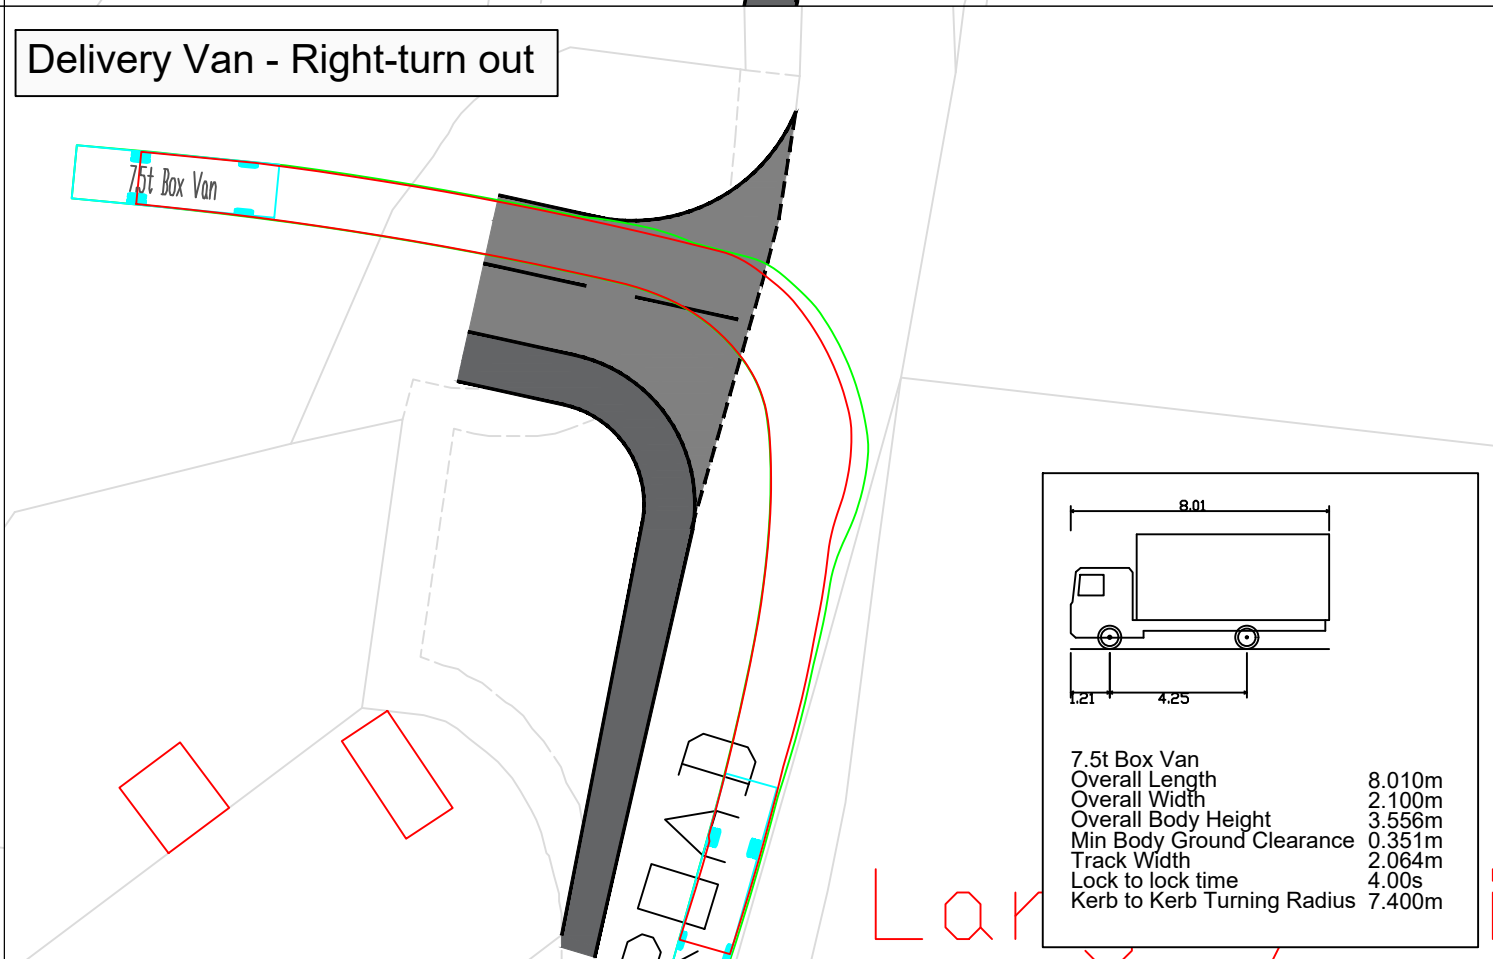 Delivery Van - Right-turn out
7.5t Box Van
8.01
1.21
4.25
7.5t Box Van
Overall Length 8.010m
Overall Width 2.100m
Overall Body Height 3.556m
Min Body Ground Clearance 0.351m
Track Width 2.064m
Lock to lock time 4.00s
Kerb to Kerb Turning Radius 7.400m